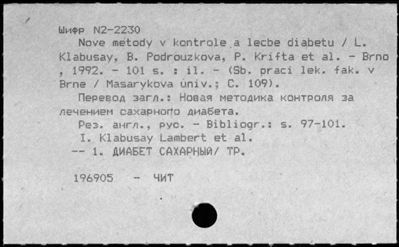 Шифр N2-2230
Nove metody v kontrole a lecbe diabetu / L.
Klabusay, B. Podrouzkova, P. Krifta et al. - Brno
, 1992. - 101 s. : il. - (Sb. praci lek. fak. v
Brne / Masarykova univ.; C. 109).
Перевод загл.: Новая методика контроля за
лечением сахарного диабета.
Рез. англ., рус. - Bibliogr.: s. 97-101.
I. Klabusay Lambert et al.
-- 1. ДИАБЕТ САХАРНЫЙ/ ТР.
196905 - ЧИТ